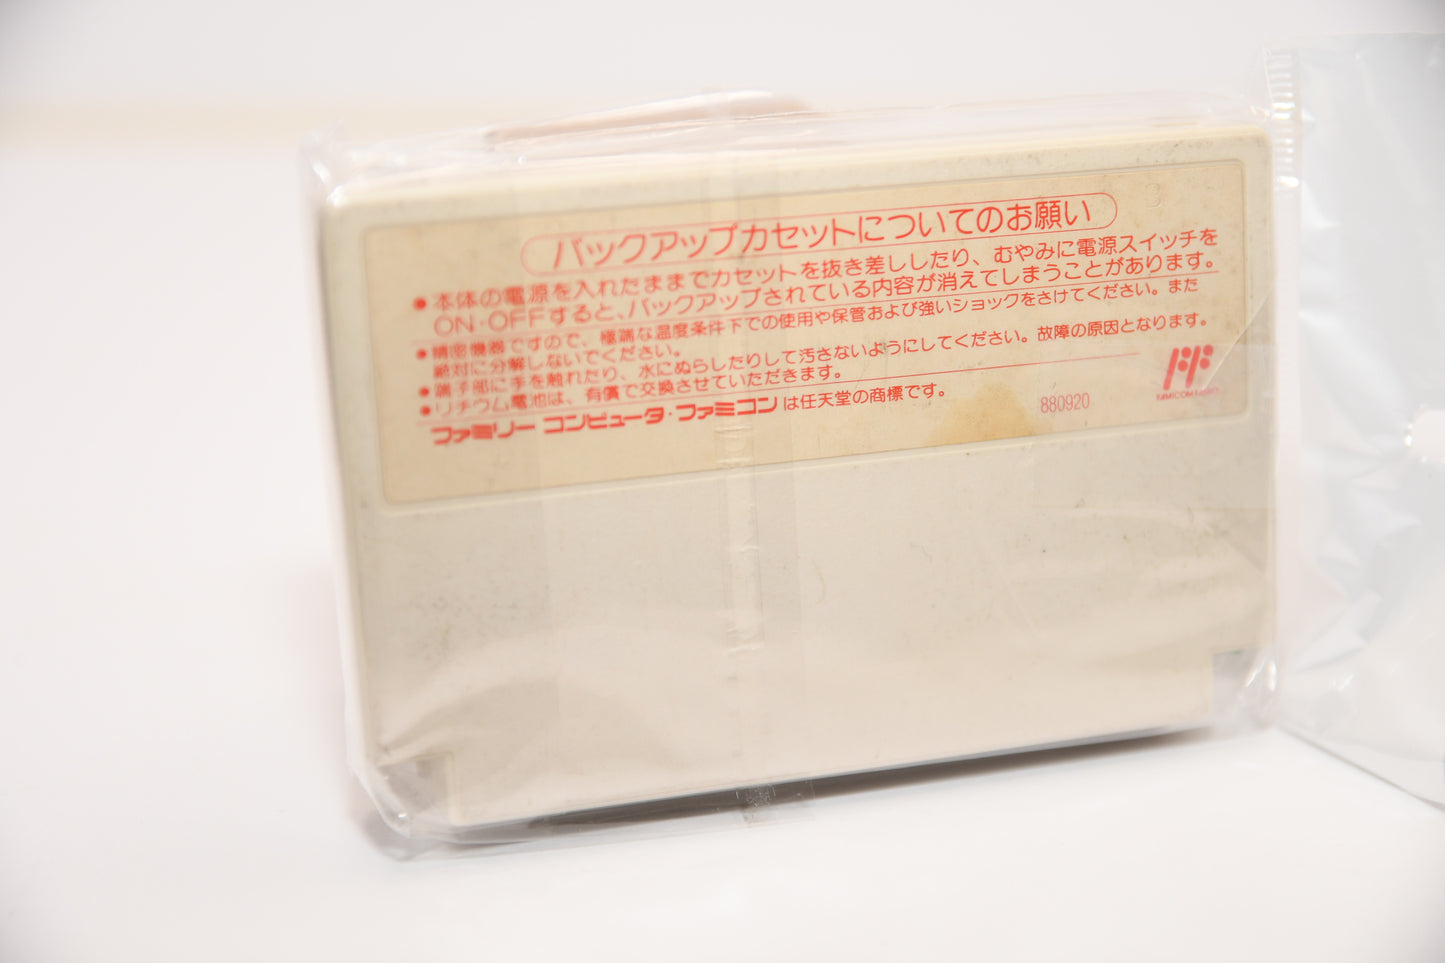 バックアップカセットについてのお願い
●本体の電源を入れたままでカセットを抜き差ししたり、むやみに電源スイッチを
ON・OFFすると、バックアップされている内容が消えてしまうことがあります。
●精密機器ですので、極端な温度条件下での使用や保管および強いショックをさけてください。また
絶対に分解しないでください。
●端子部に手を触れたり、水にぬらしたりして汚さないようにしてください。故障の原因となります。
●リチウム電池は、有償で交換させていただきます。
ファミリーコンピュータ・ファミコンは任天堂の商標です。
880920